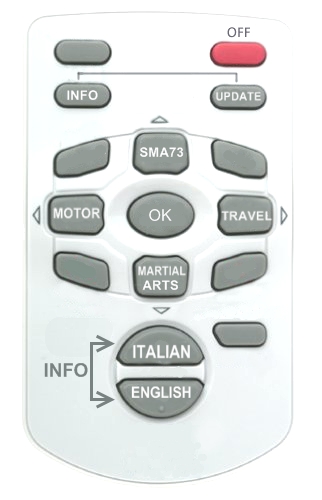 OFF
INFO
UPDATE
SMA73
MOTOR
OK
TRAVEL
MARTIAL
ARTS
ITALIAN
INFO
ENGLISH